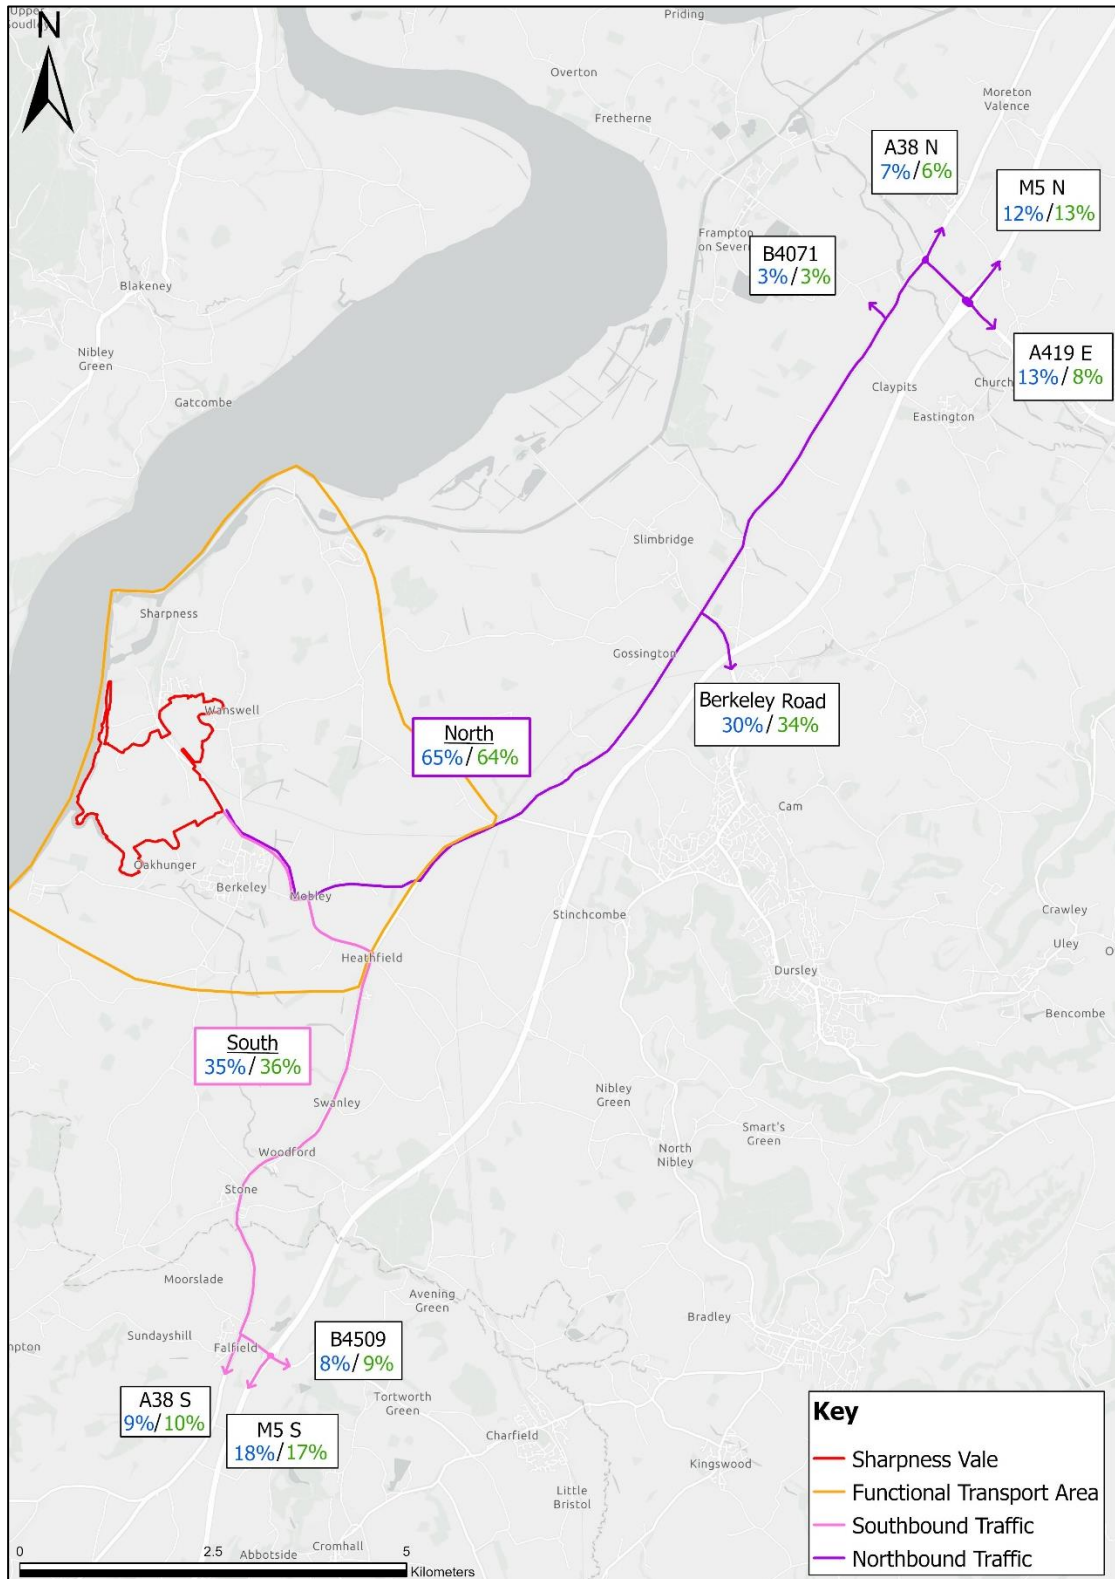 Upper
Soudley
Priding
N
Overton
Moreton
Valence
Fretherne
A38 N
7%/6%
M5 N
12%/13%
Frampton
on Severn
B4071
3%/3%
Blakeney
A419 E
13%/8%
Nibley
Green
Claypits
Church
Gatcombe
Eastington
Slimbridge
Sharpness
Gossington
Berkeley Road
30%/34%
Wanswell
North
65%/64%
Cam
Oakhunger
Berkeley
Mobley
Stinchcombe
Crawley
Uley
O
Heathfield
Dursley
Bencombe
South
35%/36%
Nibley
Green
Swanley
Smart's
Green
Woodford
North
Nibley
Stone
Moorslade
Avening
Green
Bradley
Sundayshill
mpton
Falfield
B4509
8%/9%
A38 S
9%/10%
Tortworth
Green
M5 S
18%/17%
Charfield
Kingswood
Little
Bristol
Abbotside
Cromhall
0
2.5
5
Kilometers
Key
Sharpness Vale
Functional Transport Area
Southbound Traffic
Northbound Traffic